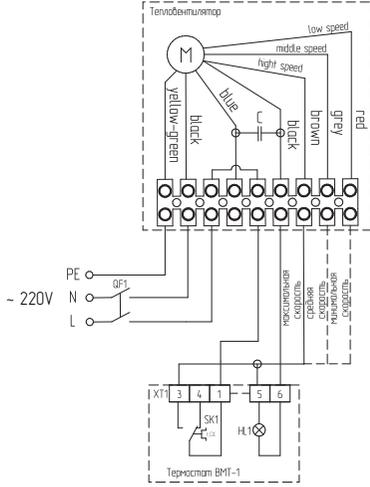 Тепловентилятор
low speed
middle speed
hight speed
M
yellow-green
black
blue
C
black
brown
grey
red
PE
N
QF1
L
~ 220V
максимальная
скорость
средняя
скорость
минимальная
скорость
XT1 3 4 1 5 6
SK1
HL1
Термостат BMT-1